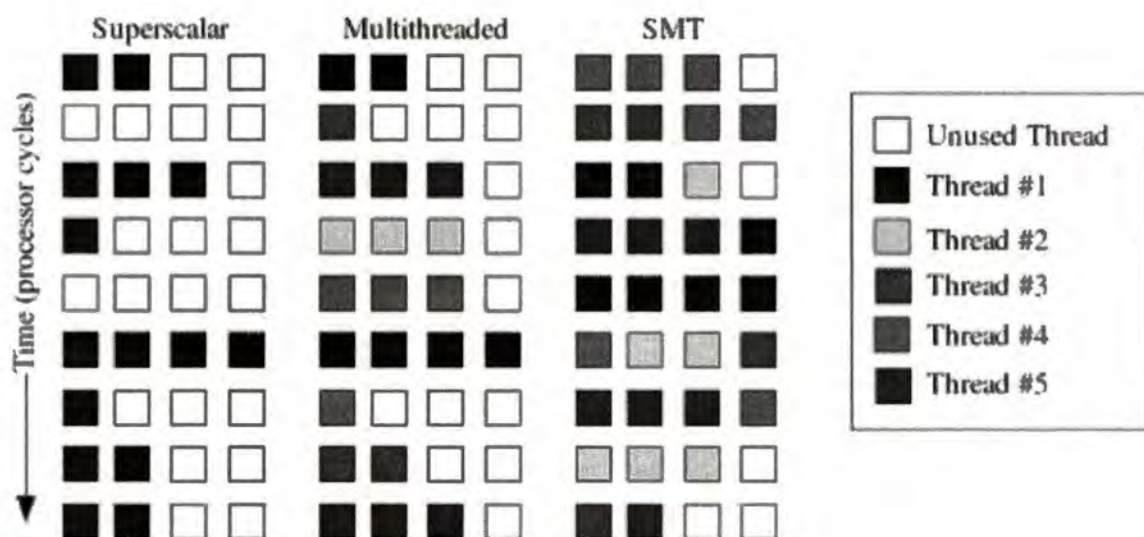 Superscalar
Multithreaded
SMT
Time (processor cycles)
Unused Thread
Thread #1
Thread #2
Thread #3
Thread #4
Thread #5